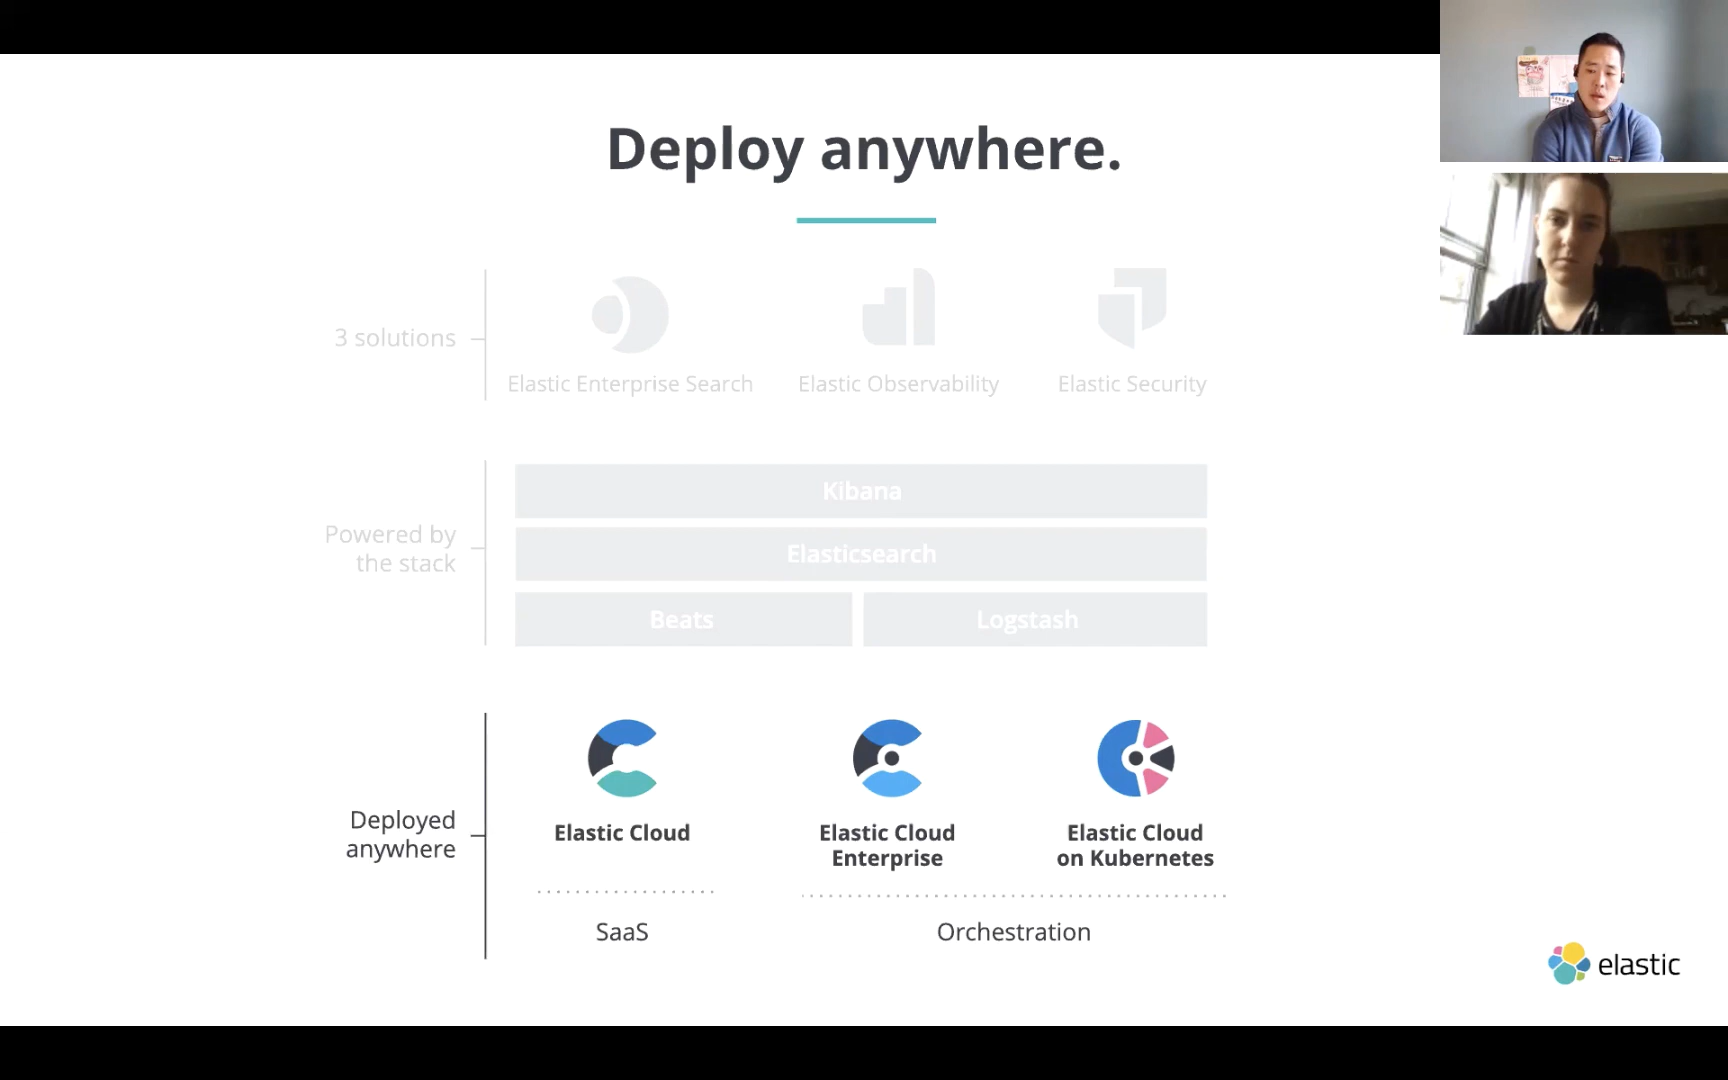 Deploy anywhere.
3 solutions
Elastic Enterprise Search
Elastic Observability
Elastic Security
Powered by
the stack
Kibana
Elasticsearch
Beats
Logstash
Deployed
anywhere
Elastic Cloud
Elastic Cloud
Enterprise
Elastic Cloud
on Kubernetes
SaaS
Orchestration
elastic